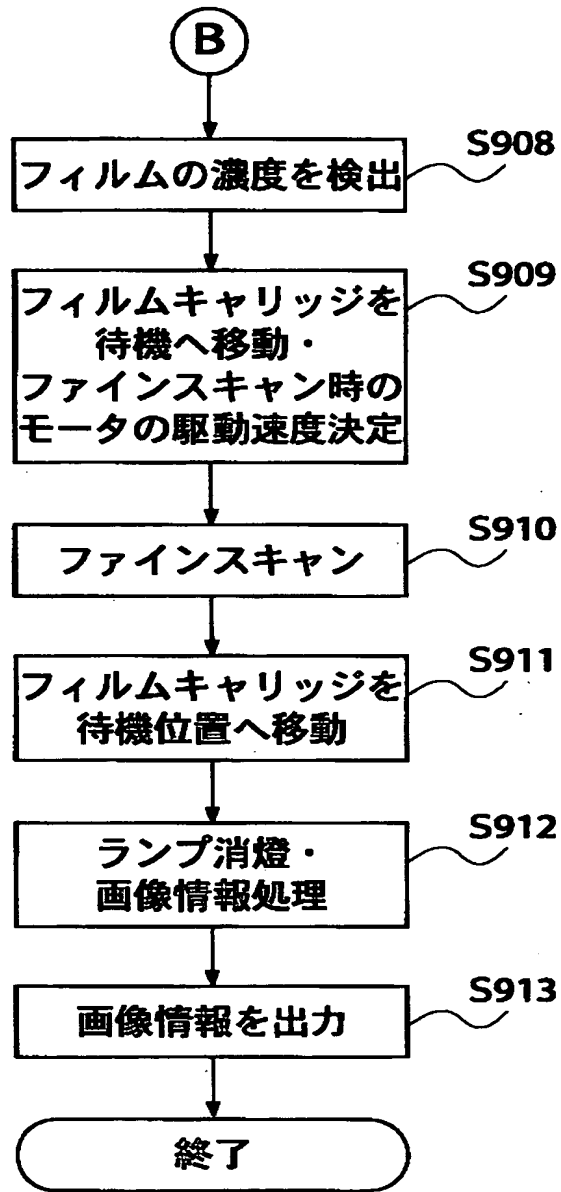 B
S908
フィルムの濃度を検出
S909
フィルムキャリッジを
待機へ移動・
ファインスキャン時の
モータの駆動速度決定
S910
ファインスキャン
S911
フィルムキャリッジを
待機位置へ移動
S912
ランプ消燈・
画像情報処理
S913
画像情報を出力
終了